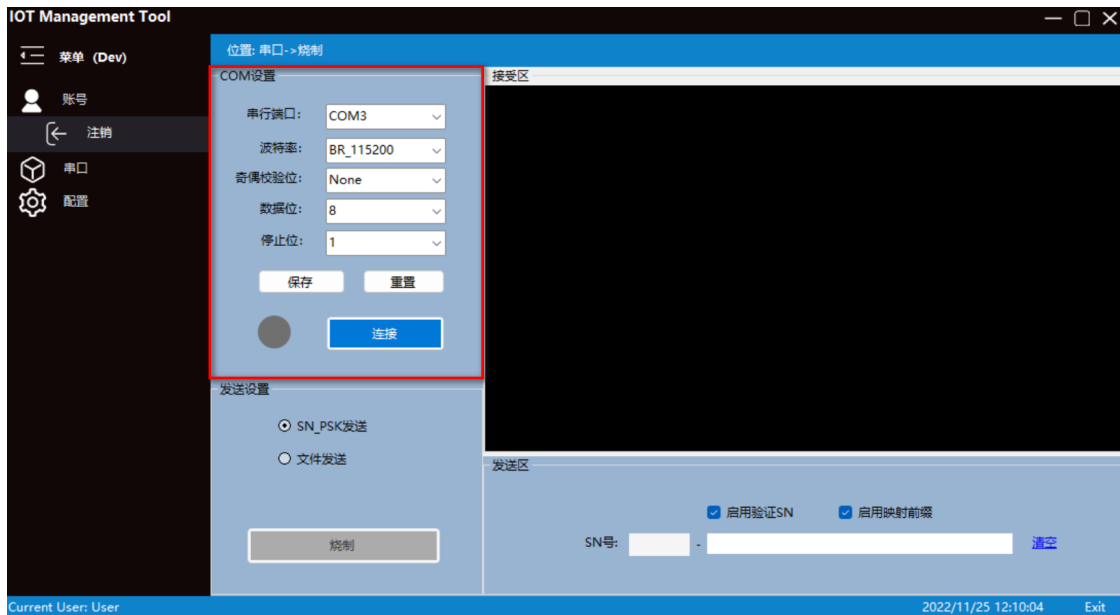 IOT Management Tool
菜单 (Dev)
账号
注销
串口
配置
位置: 串口->烧制
COM设置
串行端口: COM3
波特率: BR_115200
奇偶校验位: None
数据位: 8
停止位: 1
保存 重置
连接
发送设置
SN_PSK发送
文件发送
烧制
接受区
发送区
启用验证SN 启用映射前缀
SN号: - 清空
Current User: User 2022/11/25 12:10:04 Exit